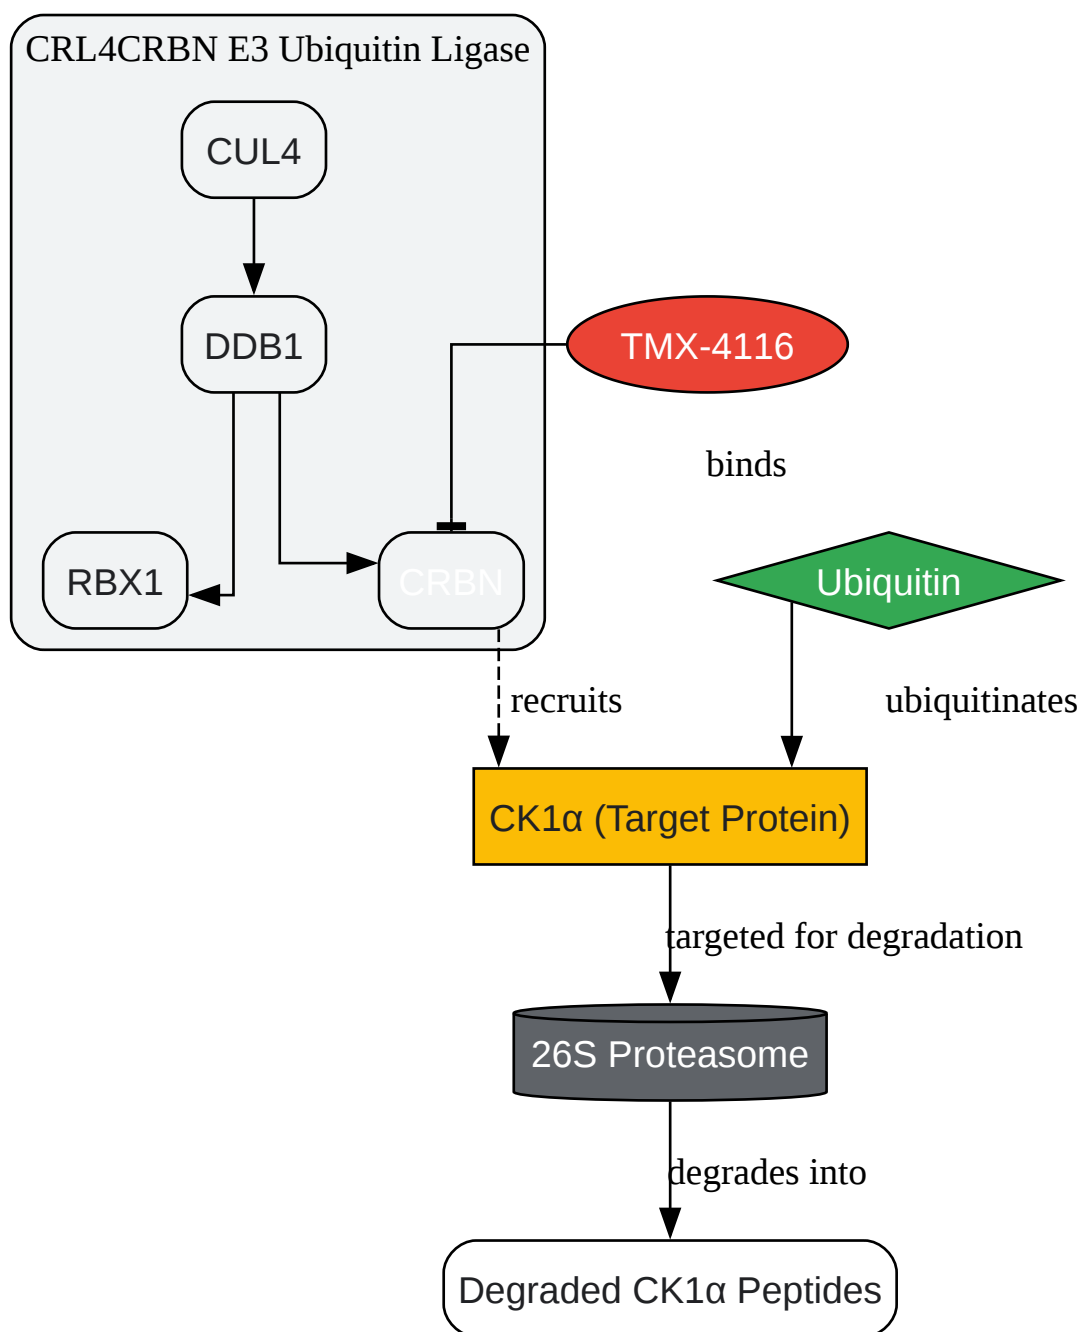 CRL4CRBN E3 Ubiquitin Ligase
CUL4
DDB1
TMX-4116
binds
RBX1
CRBN
Ubiquitin
recruits
ubiquitinates
CK1α (Target Protein)
targeted for degradation
26S Proteasome
degrades into
Degraded CK1α Peptides